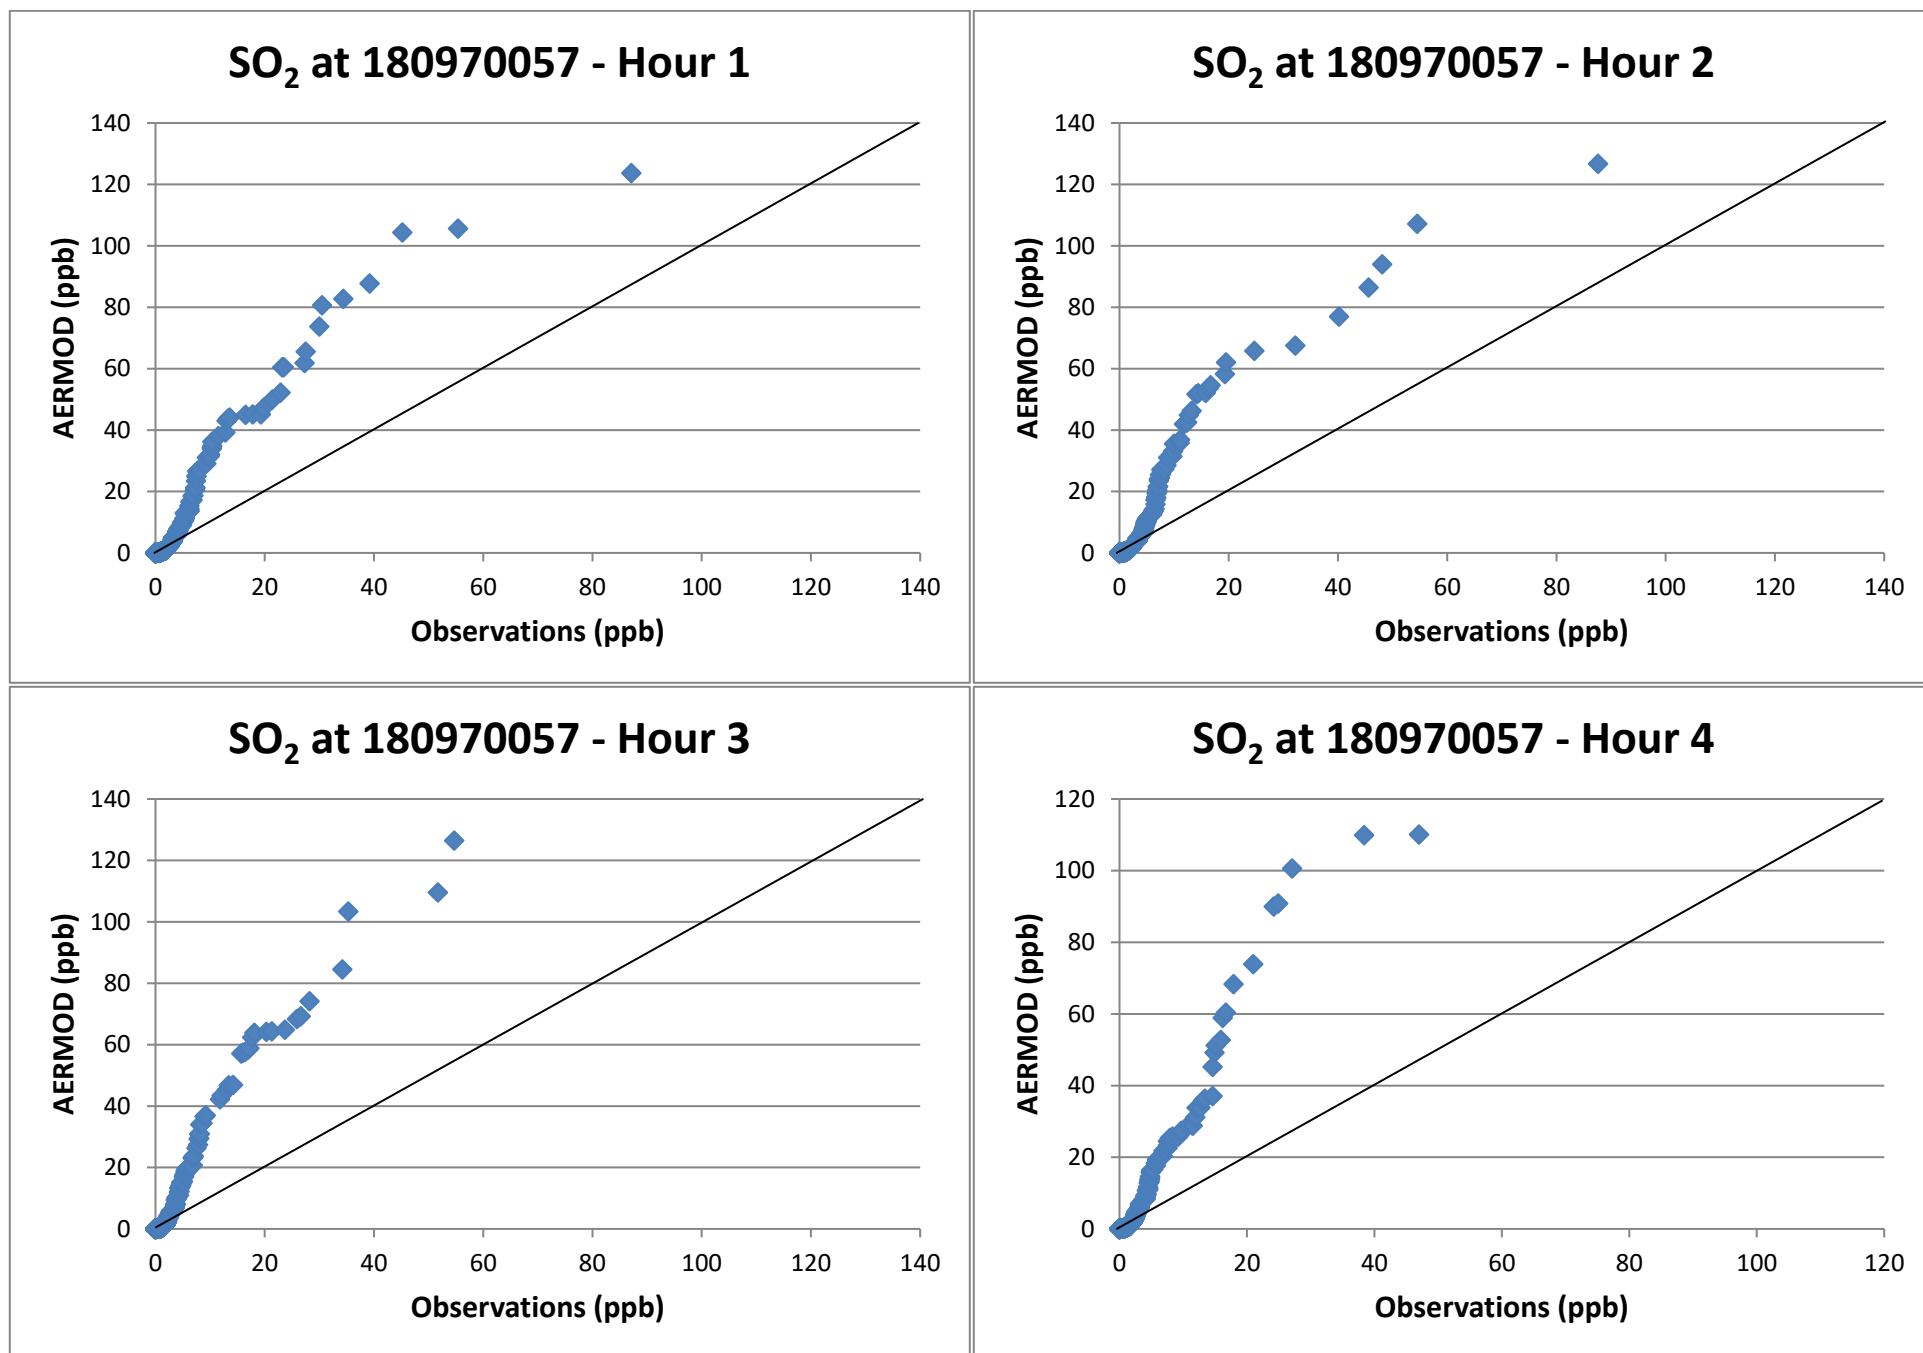 SO₂ at 180970057 - Hour 1
140
120
100
80
60
40
20
0
AERMOD (ppb)
0 20 40 60 80 100 120 140
Observations (ppb)
SO₂ at 180970057 - Hour 2
140
120
100
80
60
40
20
0
AERMOD (ppb)
0 20 40 60 80 100 120 140
Observations (ppb)
SO₂ at 180970057 - Hour 3
140
120
100
80
60
40
20
0
AERMOD (ppb)
0 20 40 60 80 100 120 140
Observations (ppb)
SO₂ at 180970057 - Hour 4
120
100
80
60
40
20
0
AERMOD (ppb)
0 20 40 60 80 100 120
Observations (ppb)